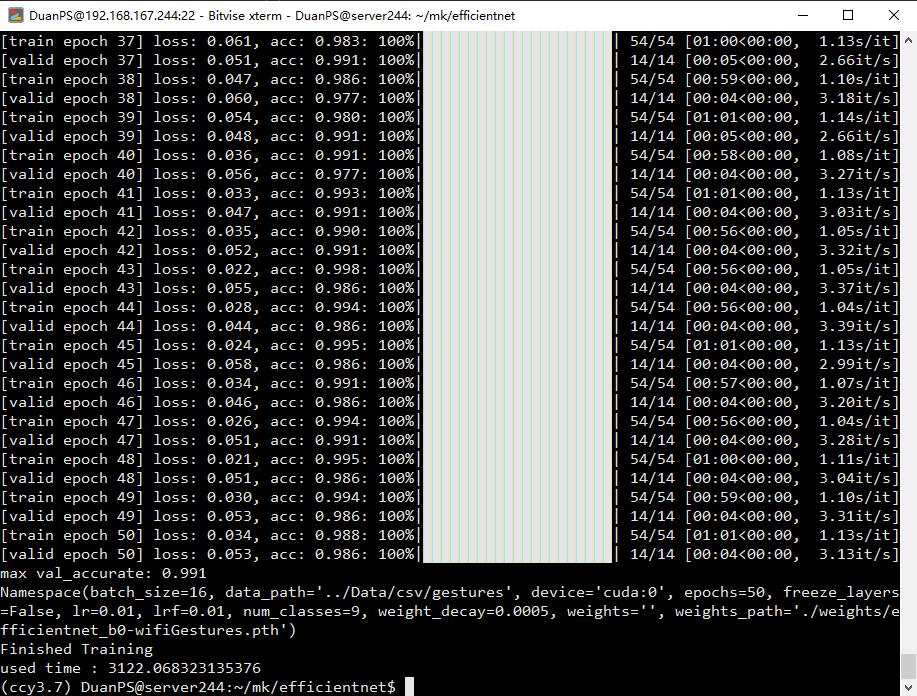 DuanPS@192.168.167.244:22 - Bitvise xterm - DuanPS@server244: ~/mk/efficientnet
[train epoch 37] loss: 0.061, acc: 0.983: 100%| | 54/54 [01:00<00:00,  1.13s/it]
[valid epoch 37] loss: 0.051, acc: 0.991: 100%| | 14/14 [00:05<00:00,  2.66it/s]
[train epoch 38] loss: 0.047, acc: 0.986: 100%| | 54/54 [00:59<00:00,  1.10s/it]
[valid epoch 38] loss: 0.060, acc: 0.977: 100%| | 14/14 [00:04<00:00,  3.18it/s]
[train epoch 39] loss: 0.054, acc: 0.980: 100%| | 54/54 [01:01<00:00,  1.14s/it]
[valid epoch 39] loss: 0.048, acc: 0.991: 100%| | 14/14 [00:05<00:00,  2.66it/s]
[train epoch 40] loss: 0.036, acc: 0.991: 100%| | 54/54 [00:58<00:00,  1.08s/it]
[valid epoch 40] loss: 0.056, acc: 0.977: 100%| | 14/14 [00:04<00:00,  3.27it/s]
[train epoch 41] loss: 0.033, acc: 0.993: 100%| | 54/54 [01:01<00:00,  1.13s/it]
[valid epoch 41] loss: 0.047, acc: 0.991: 100%| | 14/14 [00:04<00:00,  3.03it/s]
[train epoch 42] loss: 0.035, acc: 0.990: 100%| | 54/54 [00:56<00:00,  1.05s/it]
[valid epoch 42] loss: 0.052, acc: 0.991: 100%| | 14/14 [00:04<00:00,  3.32it/s]
[train epoch 43] loss: 0.022, acc: 0.998: 100%| | 54/54 [00:56<00:00,  1.05s/it]
[valid epoch 43] loss: 0.055, acc: 0.986: 100%| | 14/14 [00:04<00:00,  3.37it/s]
[train epoch 44] loss: 0.028, acc: 0.994: 100%| | 54/54 [00:56<00:00,  1.04s/it]
[valid epoch 44] loss: 0.044, acc: 0.986: 100%| | 14/14 [00:04<00:00,  3.39it/s]
[train epoch 45] loss: 0.024, acc: 0.995: 100%| | 54/54 [01:01<00:00,  1.13s/it]
[valid epoch 45] loss: 0.058, acc: 0.986: 100%| | 14/14 [00:04<00:00,  2.99it/s]
[train epoch 46] loss: 0.034, acc: 0.991: 100%| | 54/54 [00:57<00:00,  1.07s/it]
[valid epoch 46] loss: 0.046, acc: 0.986: 100%| | 14/14 [00:04<00:00,  3.20it/s]
[train epoch 47] loss: 0.026, acc: 0.994: 100%| | 54/54 [00:56<00:00,  1.04s/it]
[valid epoch 47] loss: 0.051, acc: 0.991: 100%| | 14/14 [00:04<00:00,  3.28it/s]
[train epoch 48] loss: 0.021, acc: 0.995: 100%| | 54/54 [01:00<00:00,  1.11s/it]
[valid epoch 48] loss: 0.051, acc: 0.986: 100%| | 14/14 [00:04<00:00,  3.04it/s]
[train epoch 49] loss: 0.030, acc: 0.994: 100%| | 54/54 [00:59<00:00,  1.10s/it]
[valid epoch 49] loss: 0.053, acc: 0.986: 100%| | 14/14 [00:04<00:00,  3.31it/s]
[train epoch 50] loss: 0.034, acc: 0.988: 100%| | 54/54 [01:01<00:00,  1.13s/it]
[valid epoch 50] loss: 0.053, acc: 0.986: 100%| | 14/14 [00:04<00:00,  3.13it/s]
max val_accurate: 0.991
Namespace(batch_size=16, data_path='../Data/csv/gestures', device='cuda:0', epochs=50, freeze_layers
=False, lr=0.01, lrf=0.01, num_classes=9, weight_decay=0.0005, weights='', weights_path='./weights/e
fficientnet_b0-wifiGestures.pth')
Finished Training
used time : 3122.068323135376
(ccy3.7) DuanPS@server244:~/mk/efficientnet$